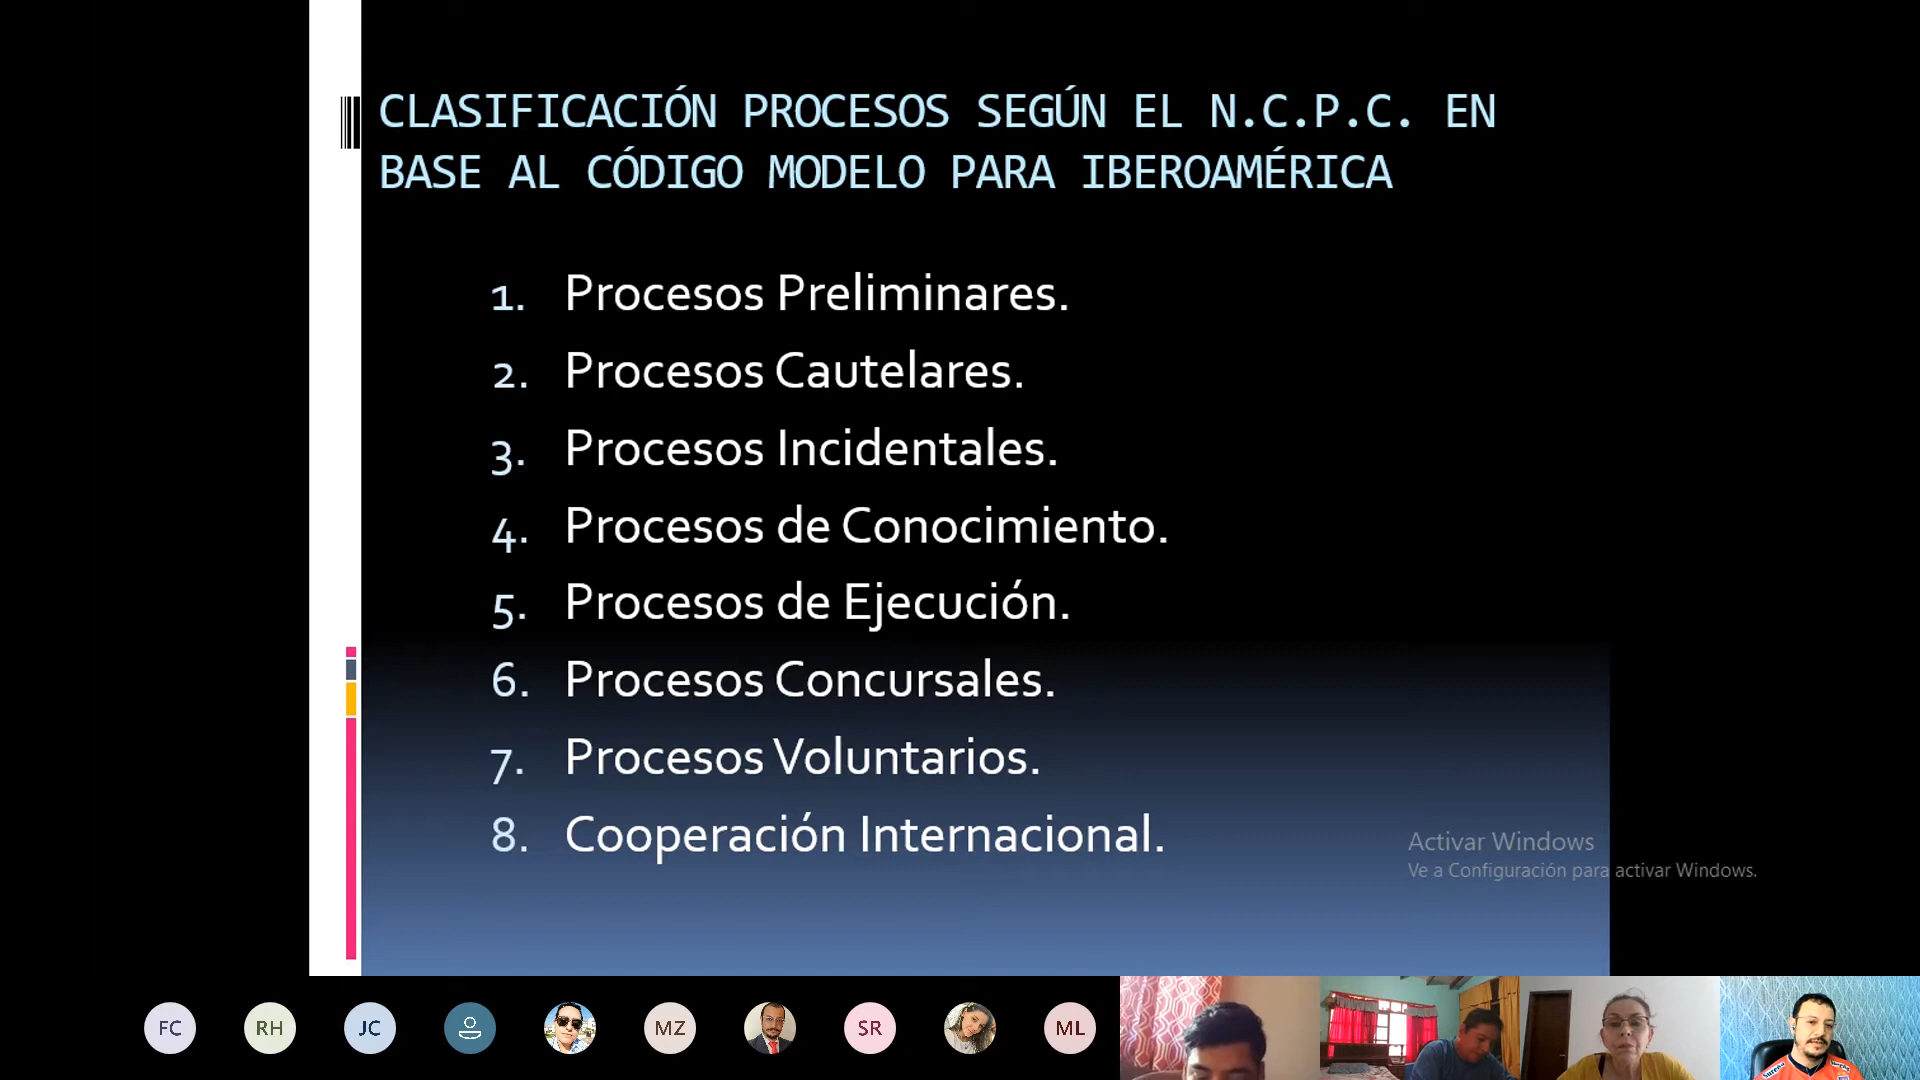 CLASIFICACIÓN PROCESOS SEGÚN EL N.C.P.C. EN
BASE AL CÓDIGO MODELO PARA IBEROAMÉRICA
1. Procesos Preliminares.
2. Procesos Cautelares.
3. Procesos Incidentales.
4. Procesos de Conocimiento.
5. Procesos de Ejecución.
6. Procesos Concursales.
7. Procesos Voluntarios.
8. Cooperación Internacional.
Activar Windows
Ve a Configuración para activar Windows.
FC RH JC MZ SR ML